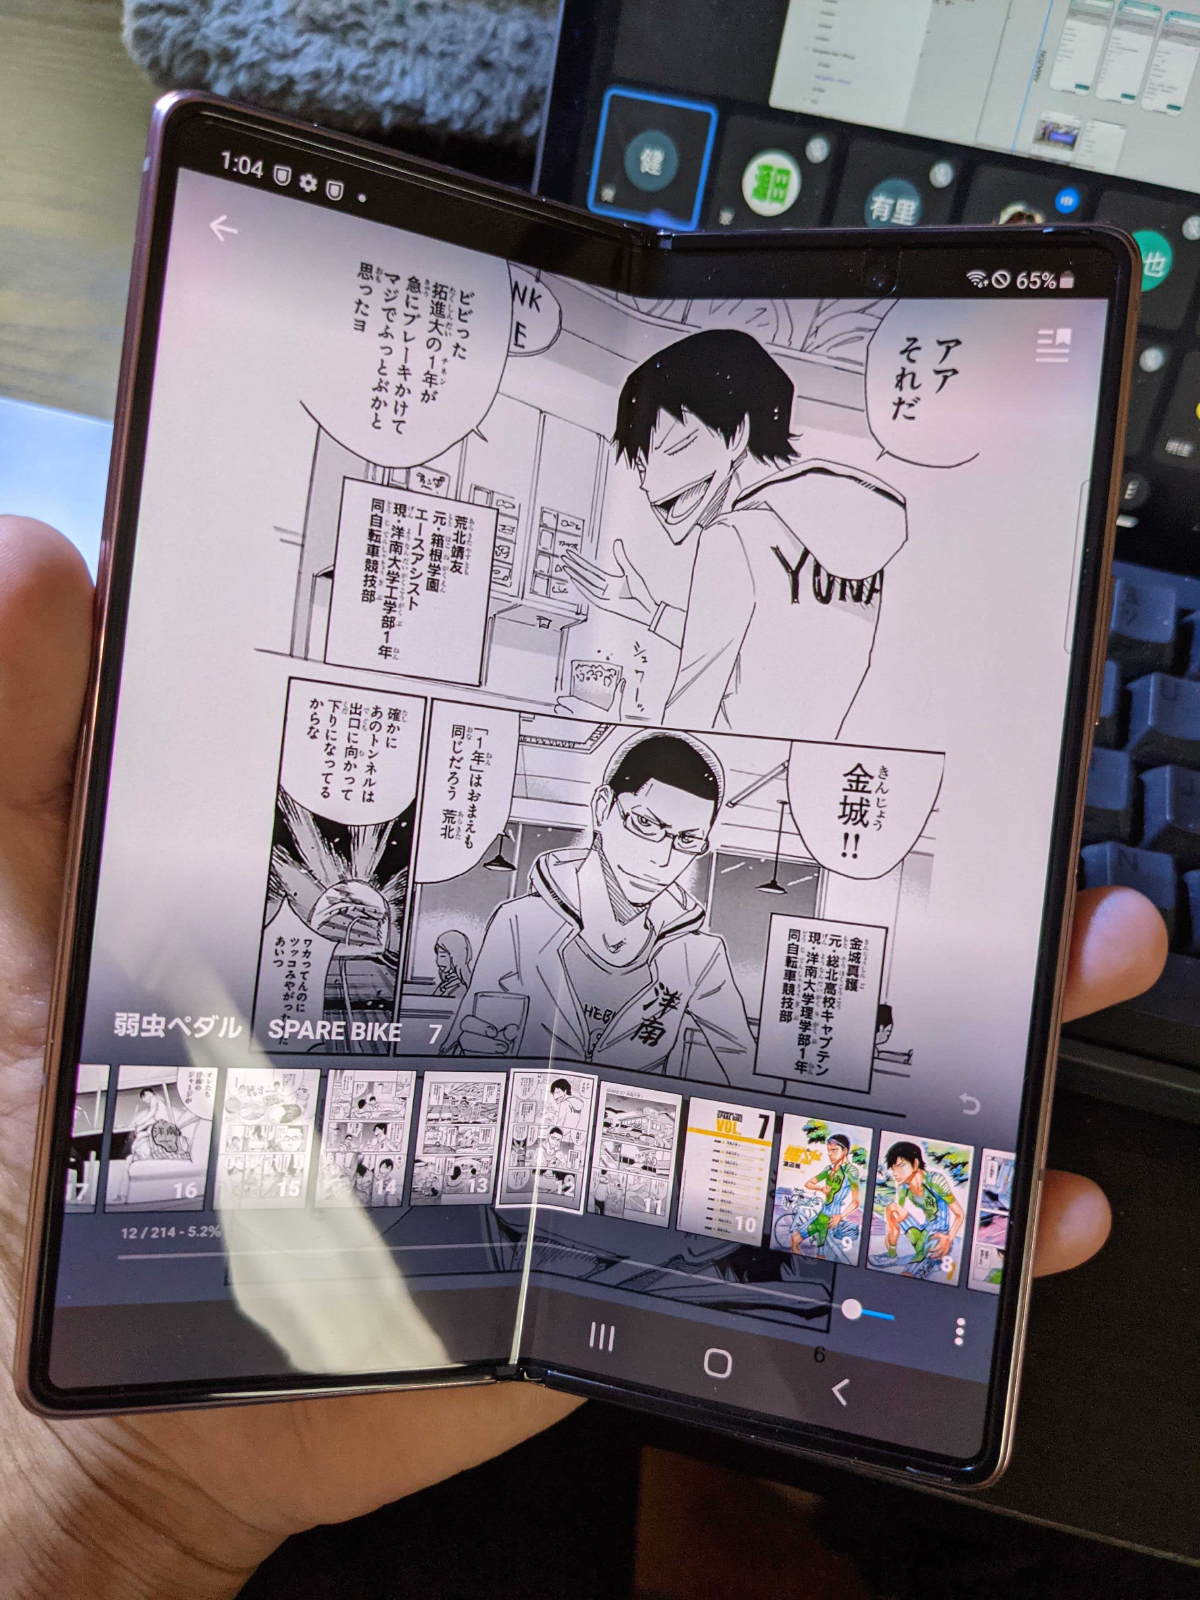 1:04
65%
アア
それだ
NK
E
ビビった
拓進大の1年が
急にブレーキかけて
マジでふっとぶかと
思ったヨ
YONA
荒北靖友
元・箱根学園
エースアシスト
現・洋南大学工学部1年
同自転車競技部
シュワーッ
金城!!
「1年」はおまえも
同じだろう 荒北
確かに
あのトンネルは
出口に向かって
下りになってる
からな
金城真護
元・総北高校キャプテン
現・洋南大学理学部1年
同自転車競技部
洋南
ワカってんのに
ツッコみやがった
あいつ
弱虫ペダル SPARE BIKE 7
17
16
15
14
13
12
11
10
9
8
VOL.
7
12 / 214 - 5.2%
6
健
有里
也